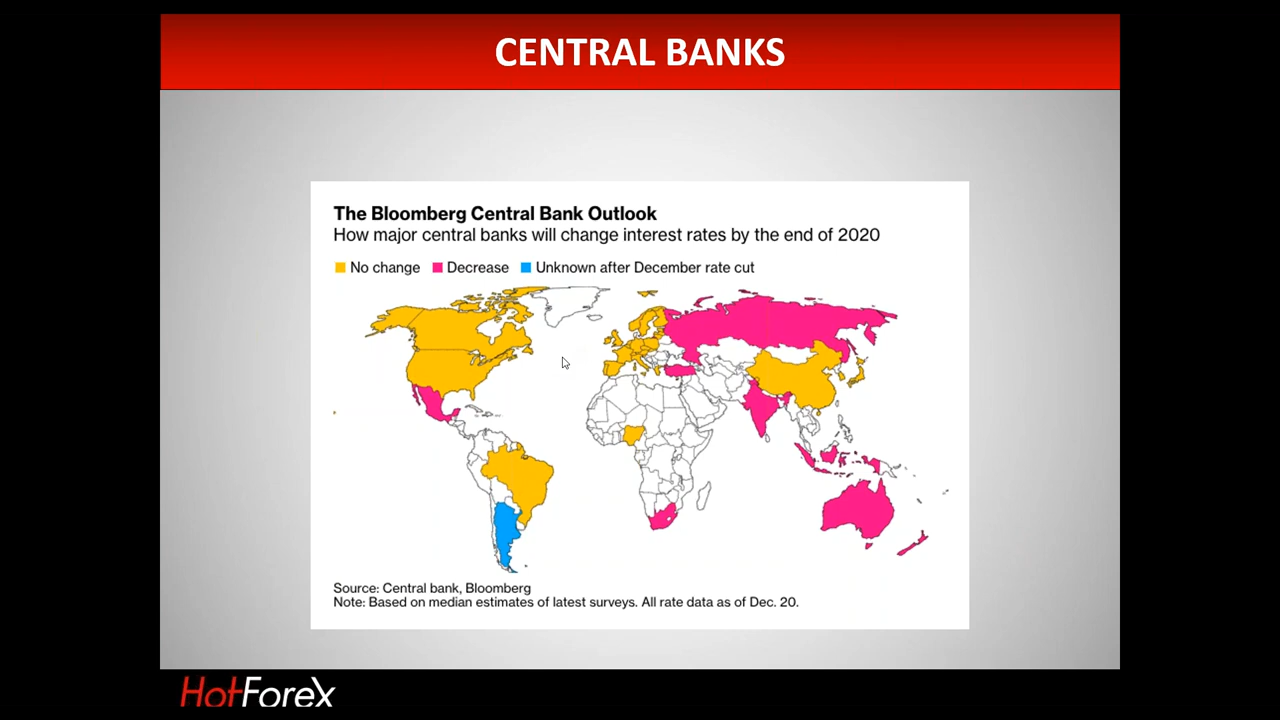 CENTRAL BANKS
The Bloomberg Central Bank Outlook
How major central banks will change interest rates by the end of 2020
No change Decrease Unknown after December rate cut
Source: Central bank, Bloomberg
Note: Based on median estimates of latest surveys. All rate data as of Dec. 20.
HotForex